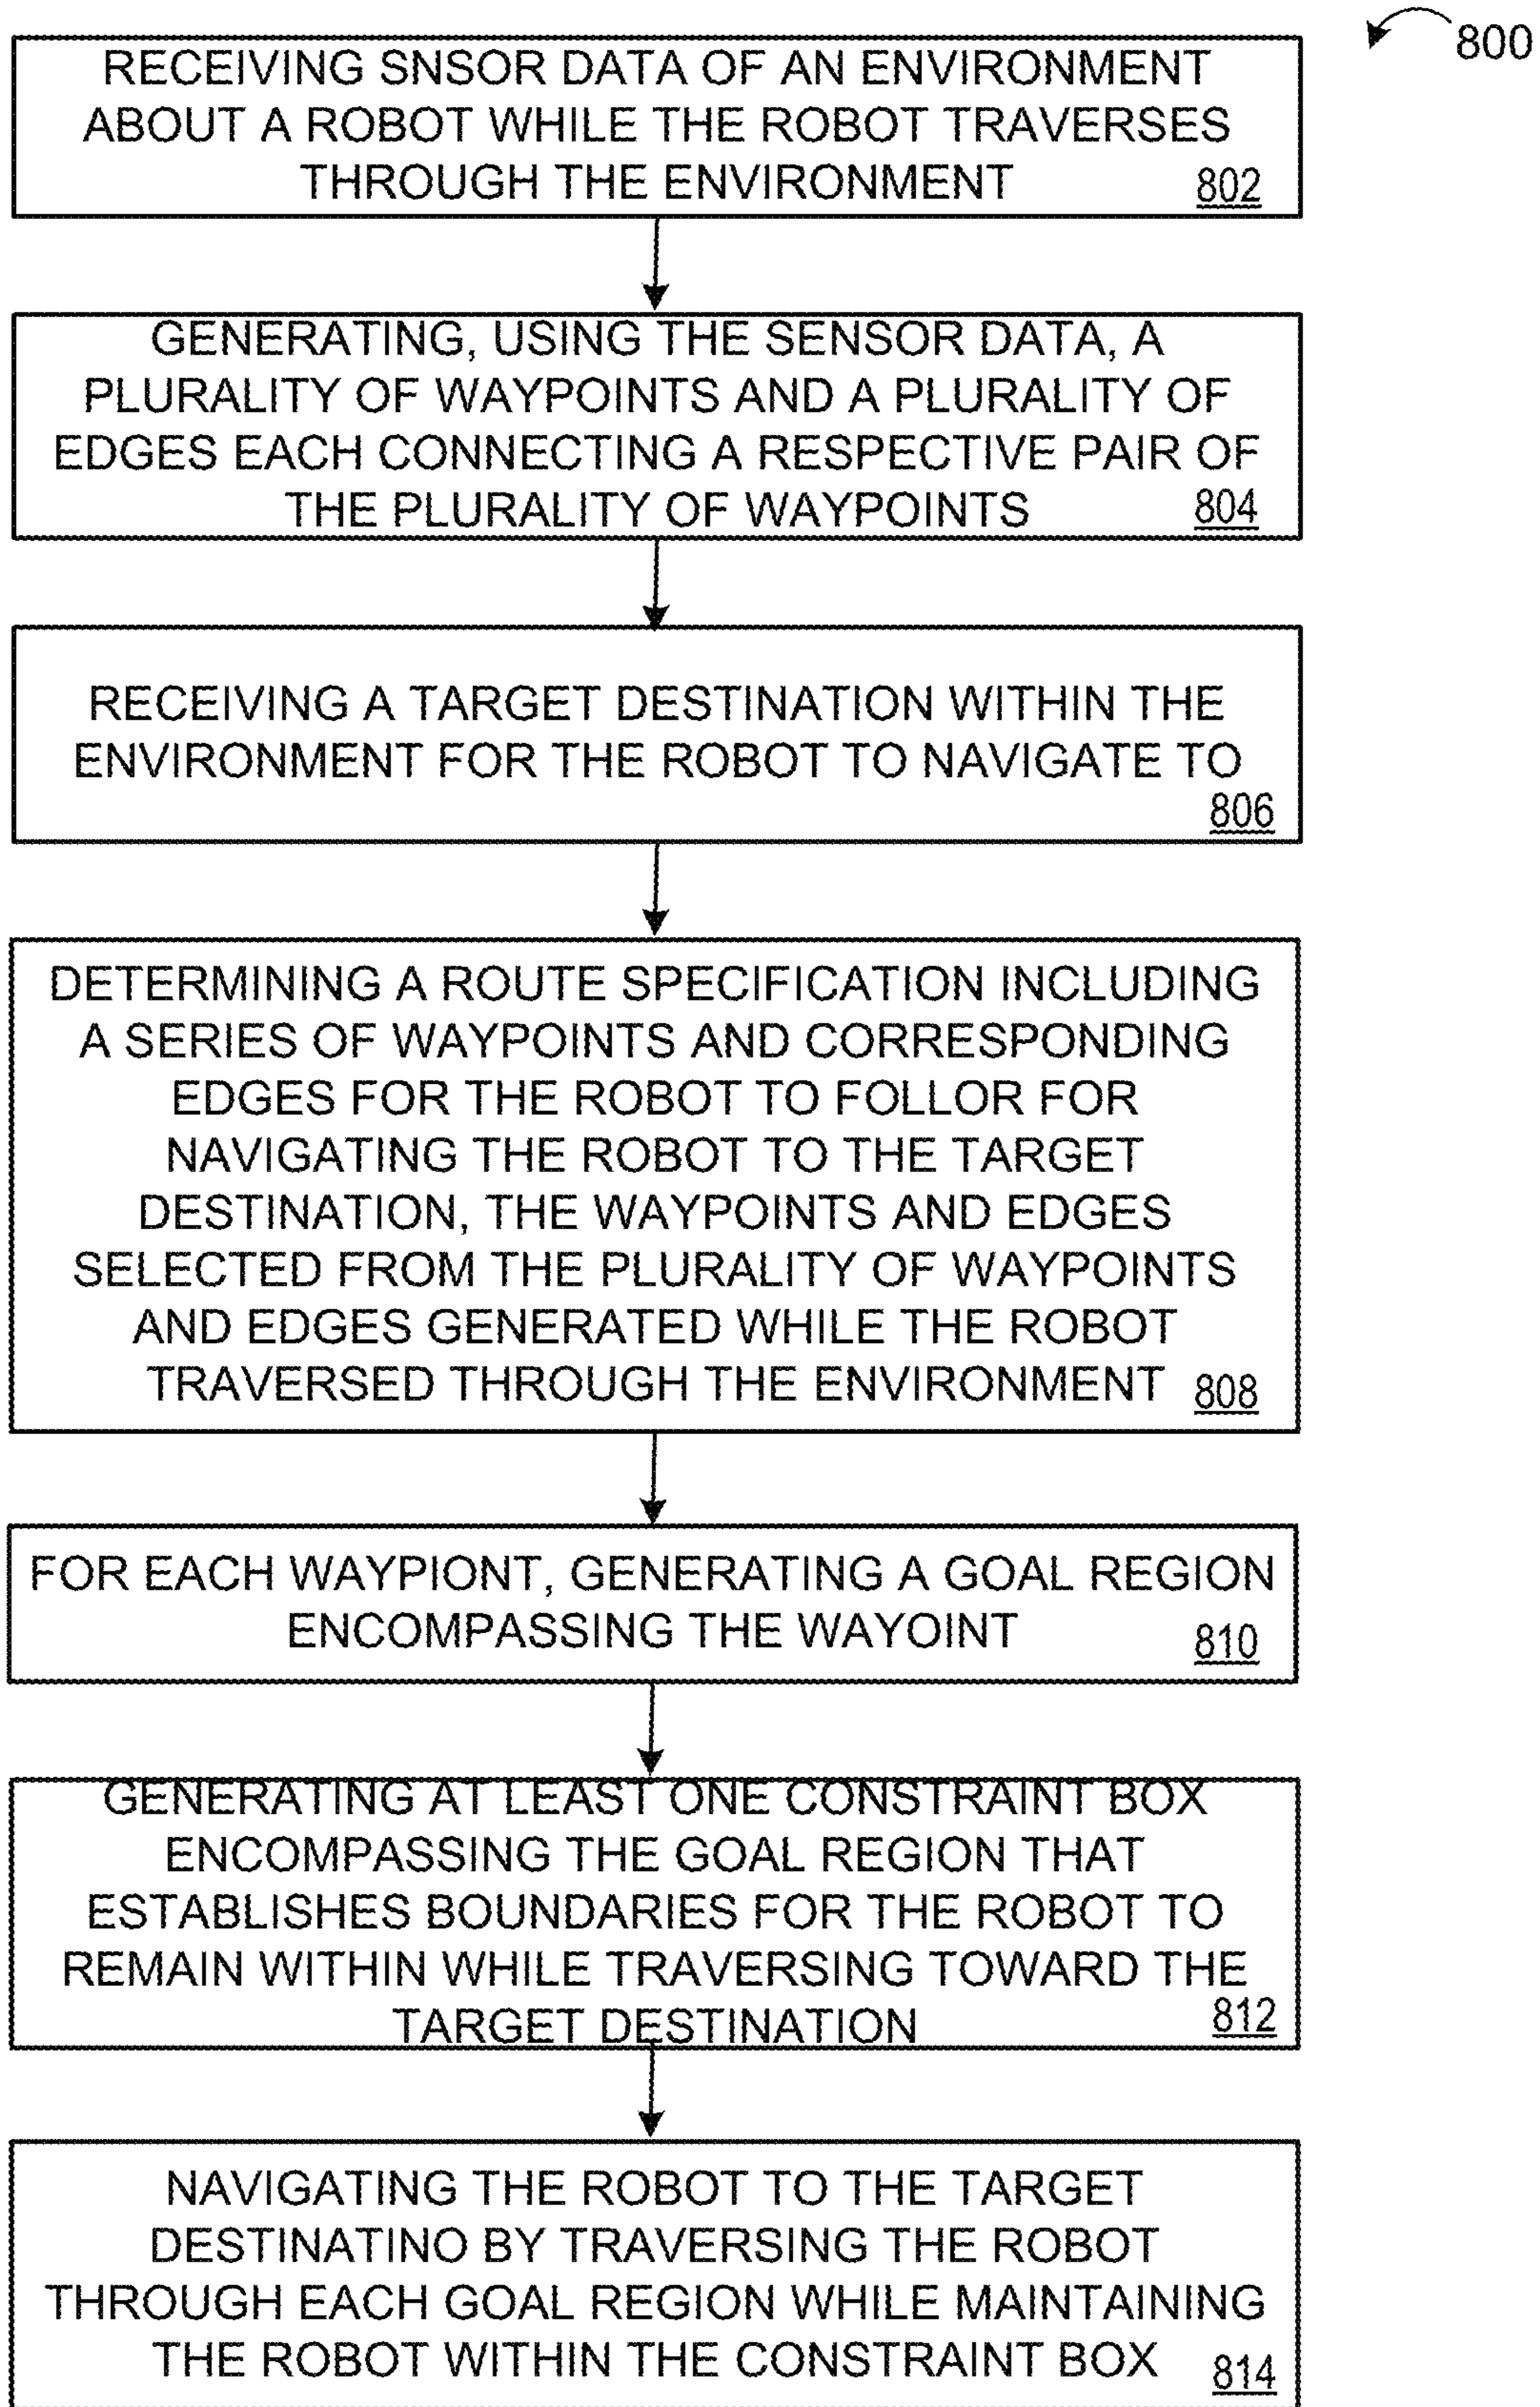 800
RECEIVING SNSOR DATA OF AN ENVIRONMENT
ABOUT A ROBOT WHILE THE ROBOT TRAVERSES
THROUGH THE ENVIRONMENT 802
GENERATING, USING THE SENSOR DATA, A
PLURALITY OF WAYPOINTS AND A PLURALITY OF
EDGES EACH CONNECTING A RESPECTIVE PAIR OF
THE PLURALITY OF WAYPOINTS 804
RECEIVING A TARGET DESTINATION WITHIN THE
ENVIRONMENT FOR THE ROBOT TO NAVIGATE TO
806
DETERMINING A ROUTE SPECIFICATION INCLUDING
A SERIES OF WAYPOINTS AND CORRESPONDING
EDGES FOR THE ROBOT TO FOLLOR FOR
NAVIGATING THE ROBOT TO THE TARGET
DESTINATION, THE WAYPOINTS AND EDGES
SELECTED FROM THE PLURALITY OF WAYPOINTS
AND EDGES GENERATED WHILE THE ROBOT
TRAVERSED THROUGH THE ENVIRONMENT 808
FOR EACH WAYPIONT, GENERATING A GOAL REGION
ENCOMPASSING THE WAYOINT 810
GENERATING AT LEAST ONE CONSTRAINT BOX
ENCOMPASSING THE GOAL REGION THAT
ESTABLISHES BOUNDARIES FOR THE ROBOT TO
REMAIN WITHIN WHILE TRAVERSING TOWARD THE
TARGET DESTINATION 812
NAVIGATING THE ROBOT TO THE TARGET
DESTINATINO BY TRAVERSING THE ROBOT
THROUGH EACH GOAL REGION WHILE MAINTAINING
THE ROBOT WITHIN THE CONSTRAINT BOX 814